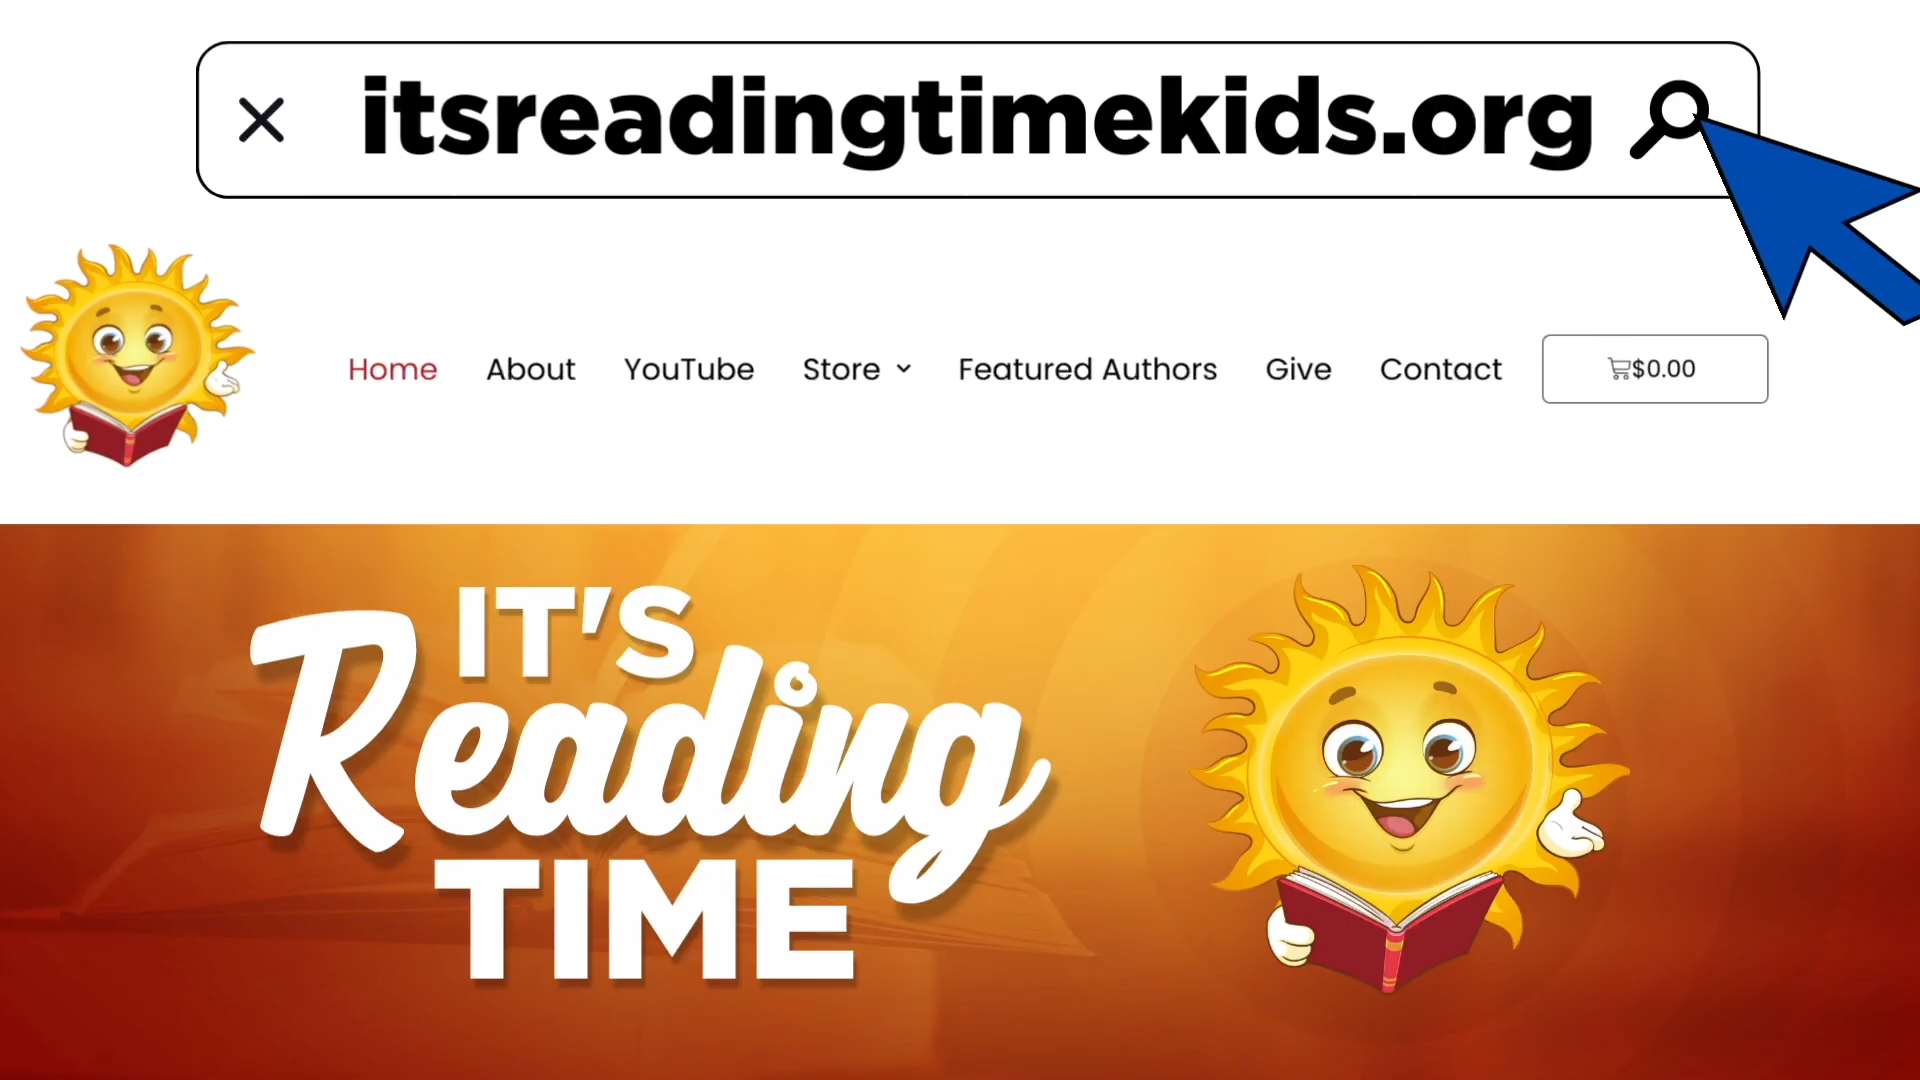 itsreadingtimekids.org
Home About YouTube Store Featured Authors Give Contact $0.00
IT'S
Reading
TIME